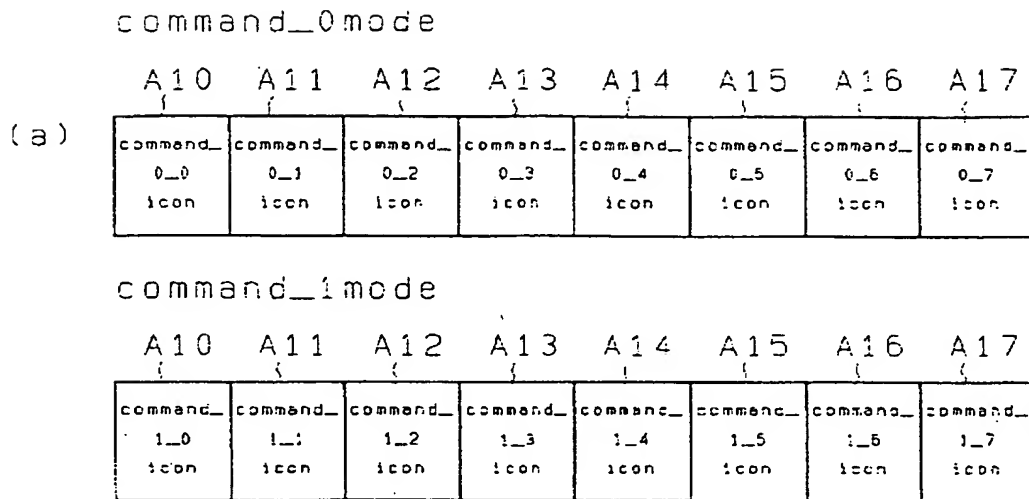 command_0mode
A10 A11 A12 A13 A14 A15 A16 A17
(a)
command_ command_ command_ command_ command_ command_ command_ command_
0_0 0_1 0_2 0_3 0_4 0_5 0_6 0_7
icon icon icon icon icon icon icon icon
command_1mode
A10 A11 A12 A13 A14 A15 A16 A17
command_ command_ command_ command_ command_ command_ command_ command_
1_0 1_1 1_2 1_3 1_4 1_5 1_6 1_7
icon icon icon icon icon icon icon icon